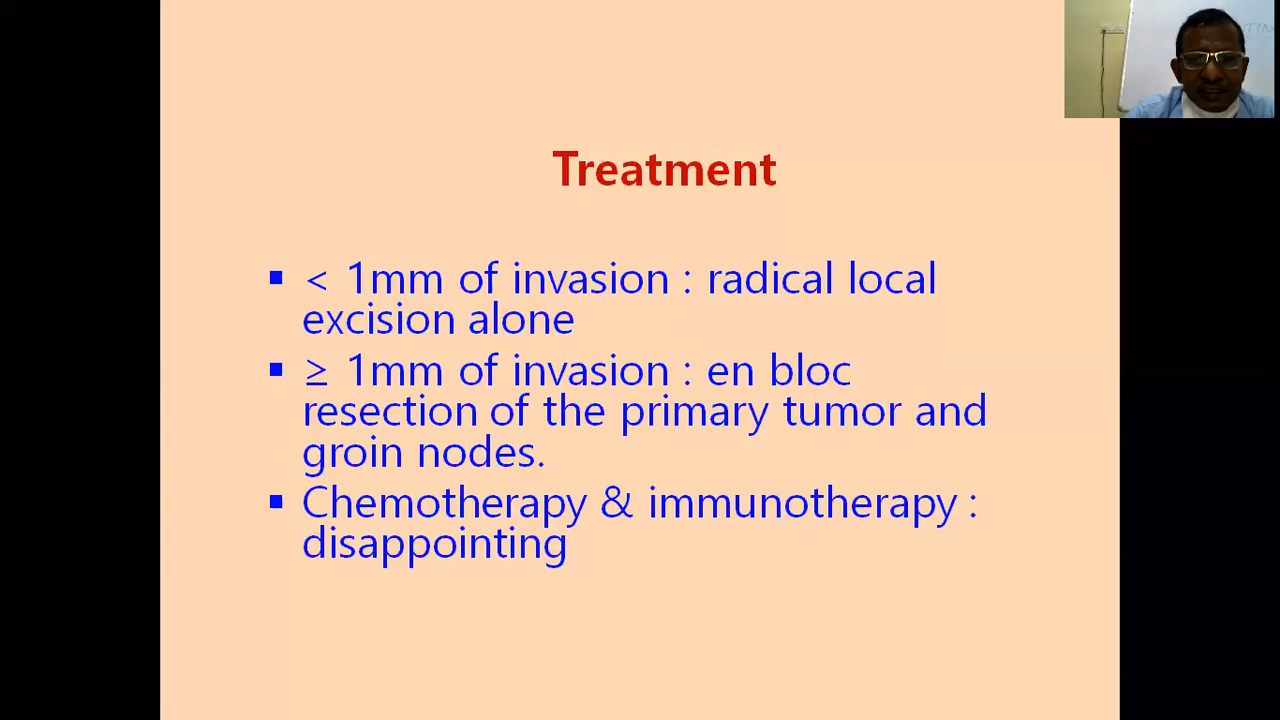 Treatment
▪ < 1mm of invasion : radical local
excision alone
▪ ≥ 1mm of invasion : en bloc
resection of the primary tumor and
groin nodes.
▪ Chemotherapy & immunotherapy :
disappointing